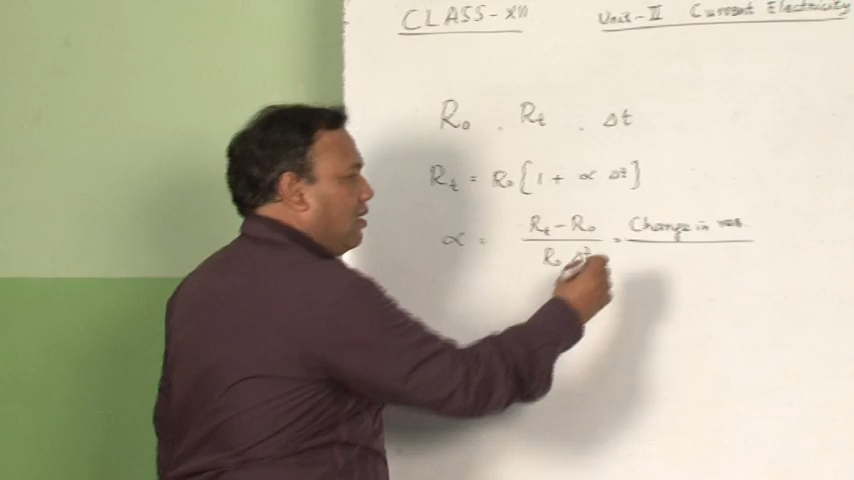 CLASS-XII
Unit-II Current Electricity
R₀ . Rₜ . Δt
Rₜ = R₀ [1 + ∝ Δt]
∝ = Rₜ - R₀ / R₀ Δt = Change in res